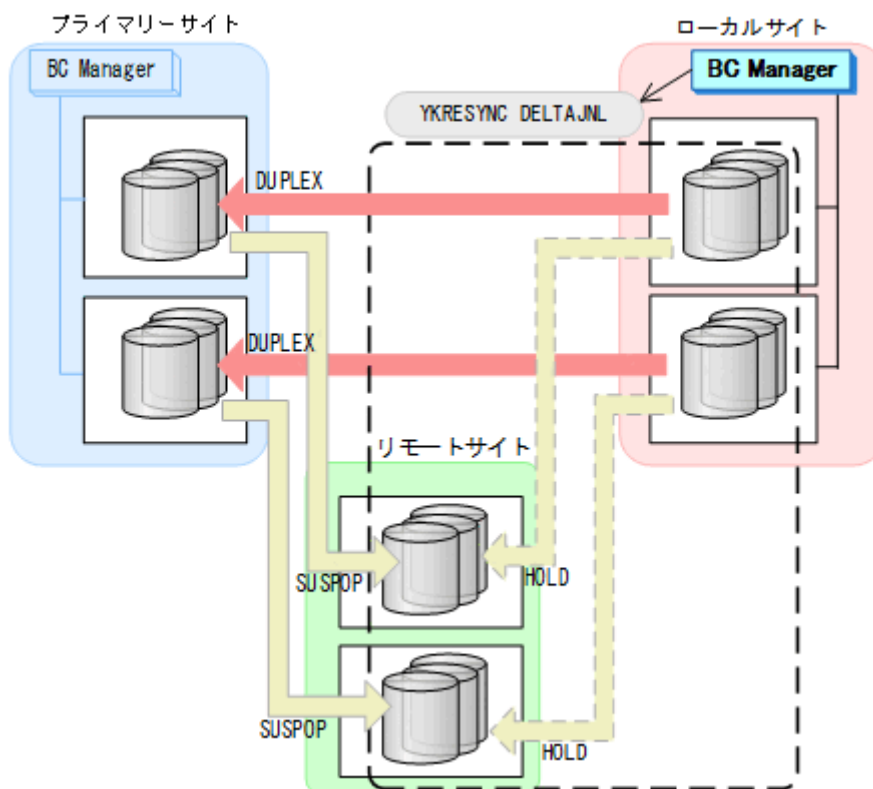 プライマリーサイト
ローカルサイト
BC Manager
BC Manager
YKRESYNC DELTAJNL
DUPLEX
DUPLEX
リモートサイト
SUSPOP
HOLD
SUSPOP
HOLD